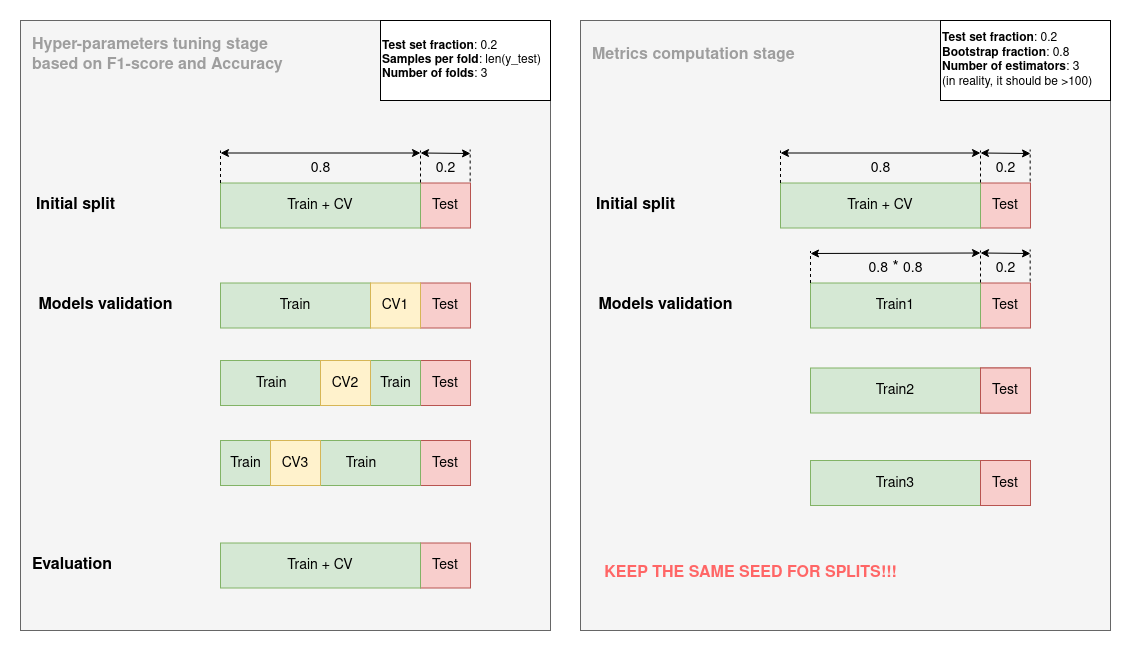 Hyper-parameters tuning stage
based on F1-score and Accuracy
Test set fraction: 0.2
Samples per fold: len(y_test)
Number of folds: 3
0.8 0.2
Initial split Train + CV Test
Models validation Train CV1 Test
Train CV2 Train Test
Train CV3 Train Test
Evaluation Train + CV Test
Metrics computation stage
Test set fraction: 0.2
Bootstrap fraction: 0.8
Number of estimators: 3
(in reality, it should be >100)
0.8 0.2
Initial split Train + CV Test
0.8 * 0.8 0.2
Models validation Train1 Test
Train2 Test
Train3 Test
KEEP THE SAME SEED FOR SPLITS!!!